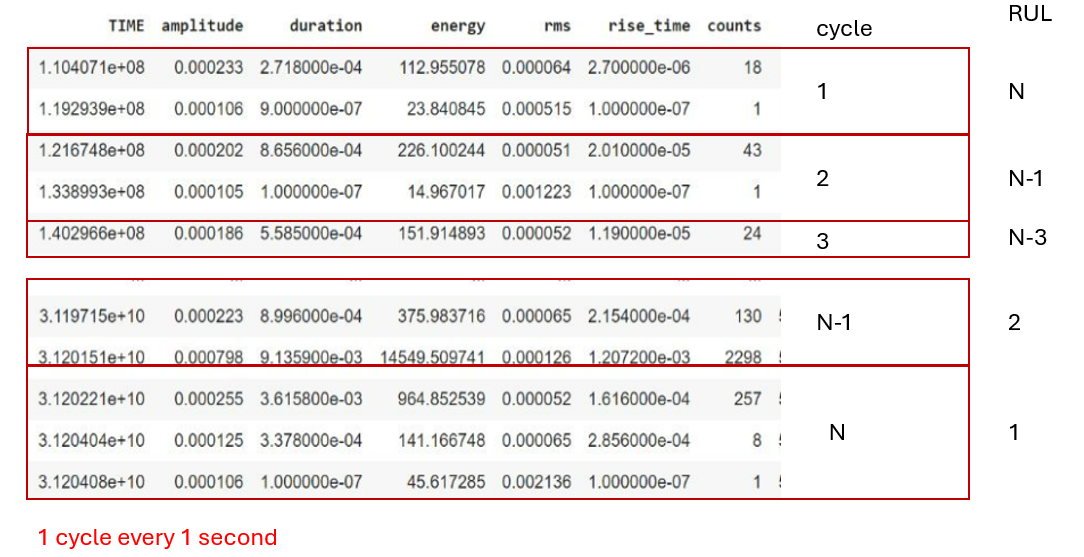 RUL
TIME amplitude duration energy rms rise_time counts
cycle
1.104071e+08 0.000233 2.718000e-04 112.955078 0.000064 2.700000e-06 18
1 N
1.192939e+08 0.000106 9.000000e-07 23.840845 0.000515 1.000000e-07 1
1.216748e+08 0.000202 8.656000e-04 226.100244 0.000051 2.010000e-05 43
2 N-1
1.338993e+08 0.000105 1.000000e-07 14.967017 0.001223 1.000000e-07 1
1.402966e+08 0.000186 5.585000e-04 151.914893 0.000052 1.190000e-05 24
3 N-3
3.119715e+10 0.000223 8.996000e-04 375.983716 0.000065 2.154000e-04 130
N-1 2
3.120151e+10 0.000798 9.135900e-03 14549.509741 0.000126 1.207200e-03 2298
3.120221e+10 0.000255 3.615800e-03 964.852539 0.000052 1.616000e-04 257
N 1
3.120404e+10 0.000125 3.378000e-04 141.166748 0.000065 2.856000e-04 8
3.120408e+10 0.000106 1.000000e-07 45.617285 0.002136 1.000000e-07 1
1 cycle every 1 second